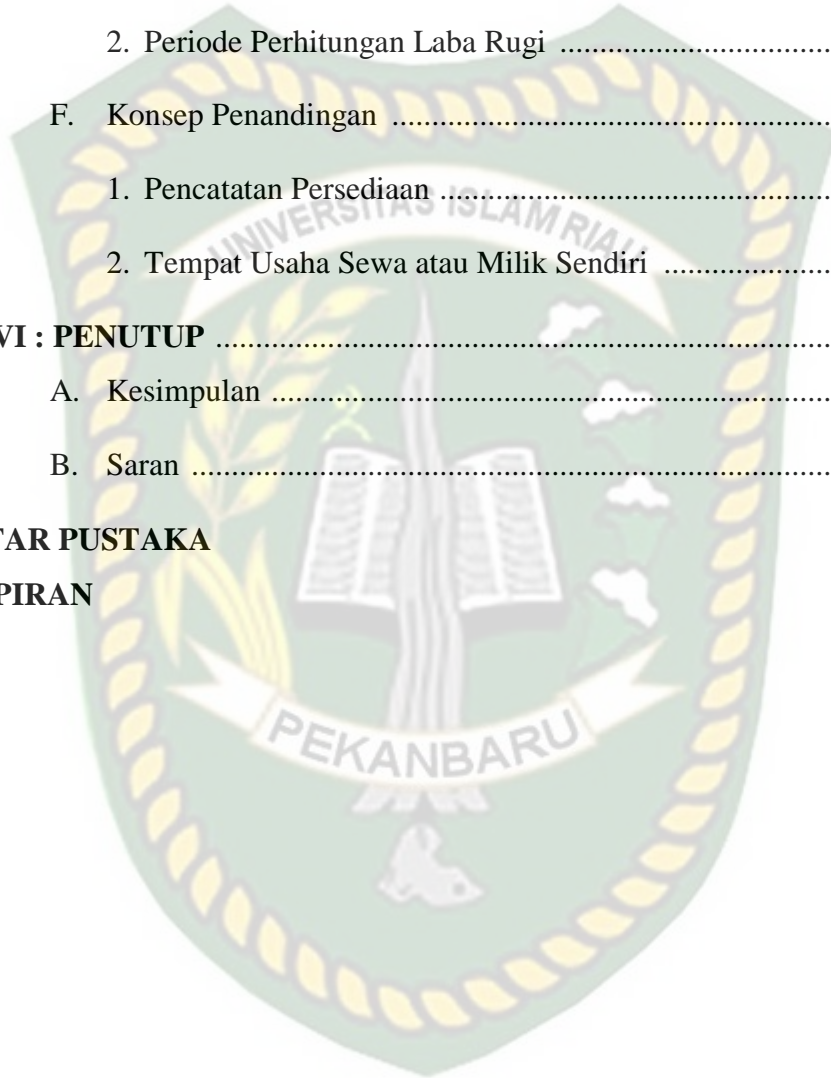 2. Periode Perhitungan Laba Rugi ..................................
F. Konsep Penandingan ......................................................
1. Pencatatan Persediaan ................................................
2. Tempat Usaha Sewa atau Milik Sendiri .....................
VI : PENUTUP ..........................................................................
A. Kesimpulan ....................................................................
B. Saran ..............................................................................
TAR PUSTAKA
PIRAN
UNIVERSITAS ISLAM RIAU
PEKANBARU